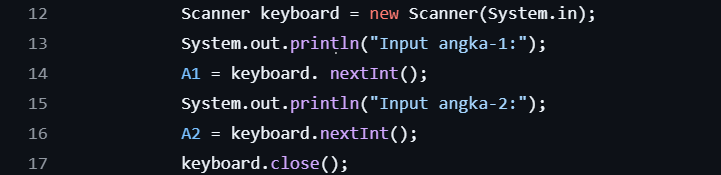 12 Scanner keyboard = new Scanner(System.in);
13 System.out.println("Input angka-1:");
14 A1 = keyboard. nextInt();
15 System.out.println("Input angka-2:");
16 A2 = keyboard.nextInt();
17 keyboard.close();